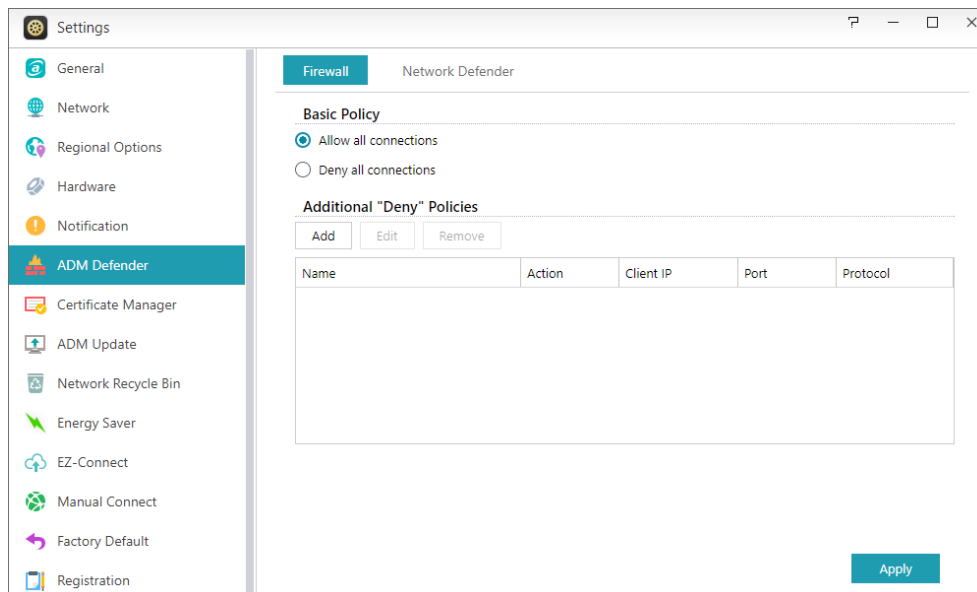 Settings
General
Network
Regional Options
Hardware
Notification
ADM Defender
Certificate Manager
ADM Update
Network Recycle Bin
Energy Saver
EZ-Connect
Manual Connect
Factory Default
Registration
Firewall Network Defender
Basic Policy
Allow all connections
Deny all connections
Additional "Deny" Policies
Add Edit Remove
Name Action Client IP Port Protocol
Apply